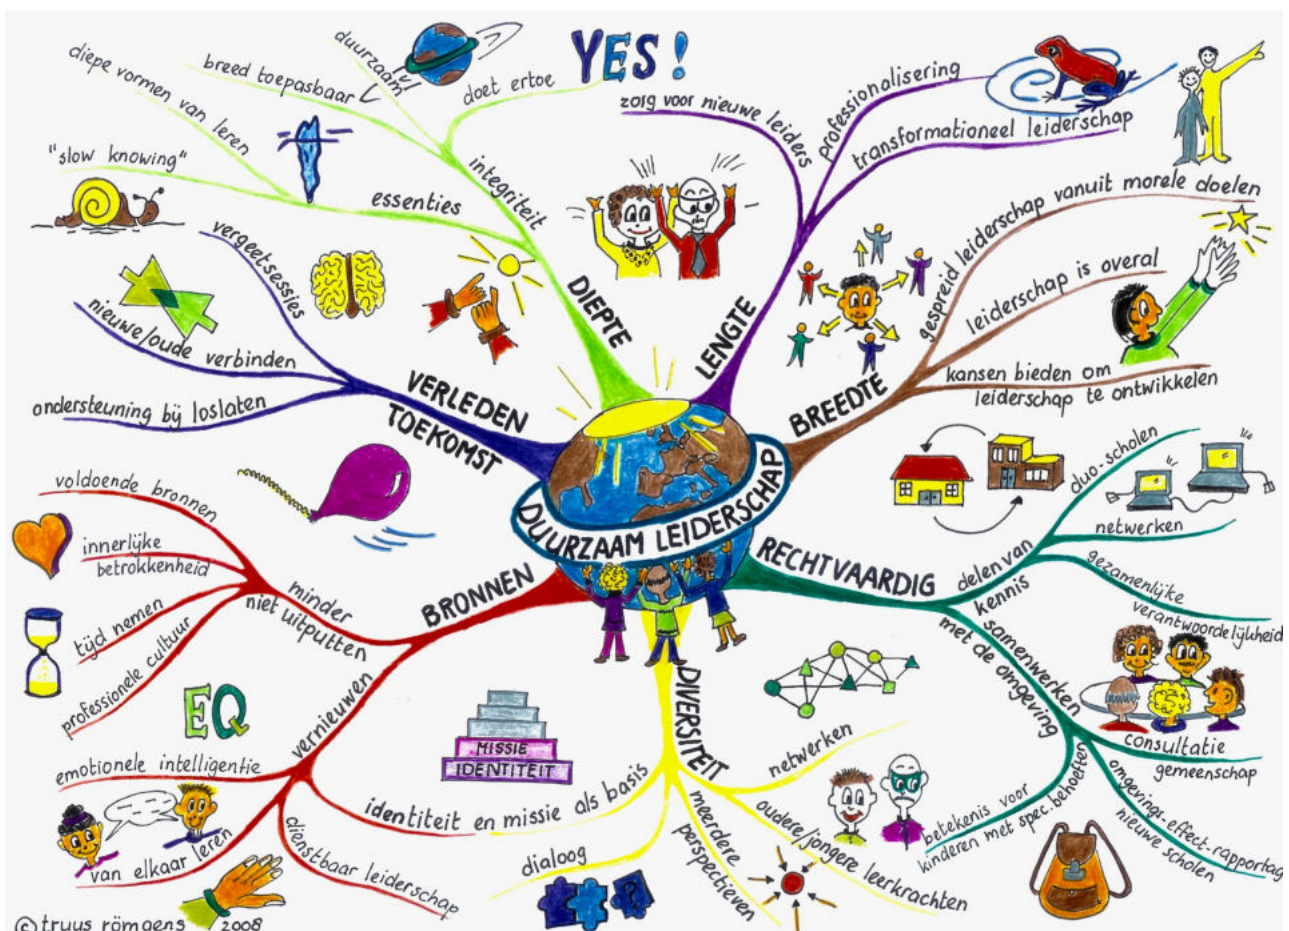 DUURZAAM LEIDERSCHAP
DIEPTE
integriteit
doet ertoe
YES!
duurzaam!
breed toepasbaar
essenties
diepe vormen van leren
"slow knowing"
LENGTE
zorg voor nieuwe leiders
professionalisering
transformationeel leiderschap
BREEDTE
gespreid leiderschap vanuit morele doelen
leiderschap is overal
kansen bieden om
leiderschap te ontwikkelen
RECHTVAARDIG
delen van
kennis
duo-scholen
netwerken
gezamenlijke
verantwoordelijkheid
samenwerken
met de omgeving
consultatie
gemeenschap
omgevings-effect-rapportag
nieuwe scholen
betekenis voor
kinderen met spec. behoeften
DIVERSITEIT
netwerken
oudere/jongere leerkrachten
meerdere
perspectieven
dialoog
identiteit en missie als basis
MISSIE
IDENTITEIT
BRONNEN
minder
niet uitputten
voldoende bronnen
innerlijke
betrokkenheid
tijd nemen
professionele cultuur
vernieuwen
EQ
emotionele intelligentie
van elkaar leren
dienstbaar leiderschap
VERLEDEN
TOEKOMST
vergeetsessies
nieuwe/oude verbinden
ondersteuning bij loslaten
© truus römgens 2008